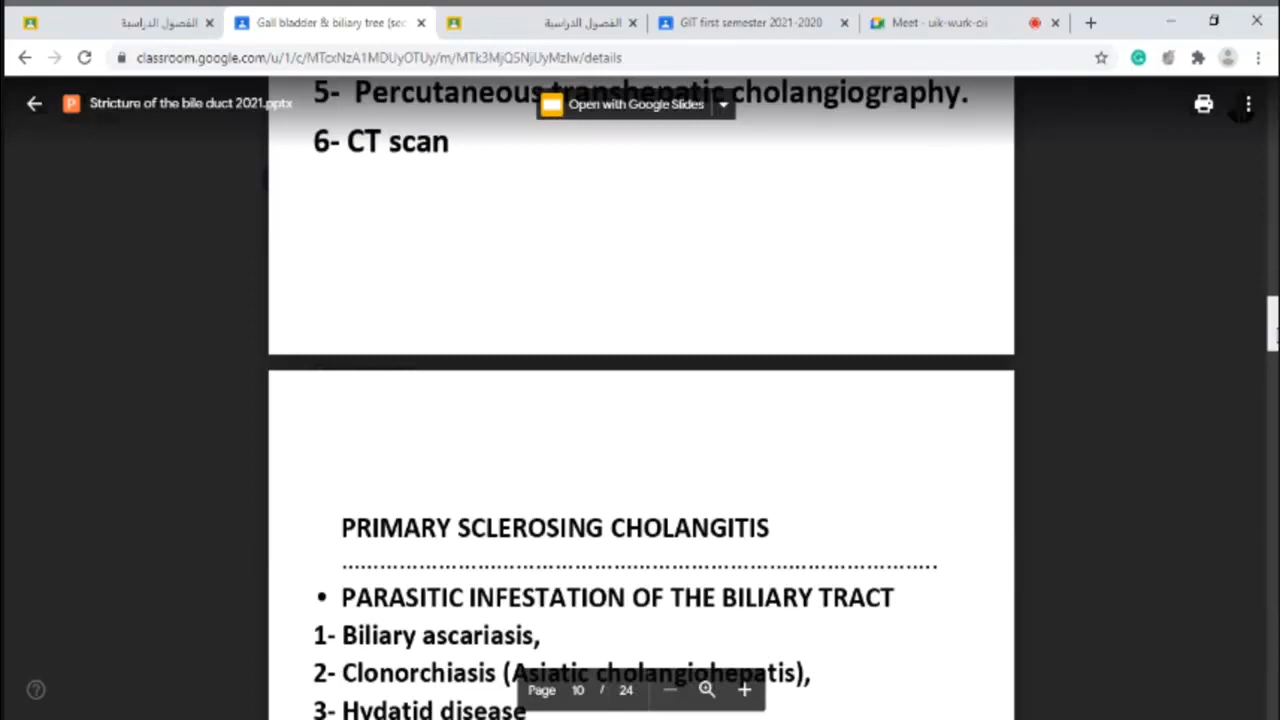 الفصول الدراسية
Gall bladder & biliary tree (sec
الفصول الدراسية
GIT first semester 2021-2020
Meet - uik-wurk-oii
classroom.google.com/u/1/c/MTcxNzA1MDUyOTUy/m/MTk3MjQ5NjUyMzIw/details
Stricture of the bile duct 2021.pptx
Open with Google Slides
5- Percutaneous transhepatic cholangiography.
6- CT scan
PRIMARY SCLEROSING CHOLANGITIS
........................................................................................
• PARASITIC INFESTATION OF THE BILIARY TRACT
1- Biliary ascariasis,
2- Clonorchiasis (Asiatic cholangiohepatis),
3- Hydatid disease
Page 10 / 24